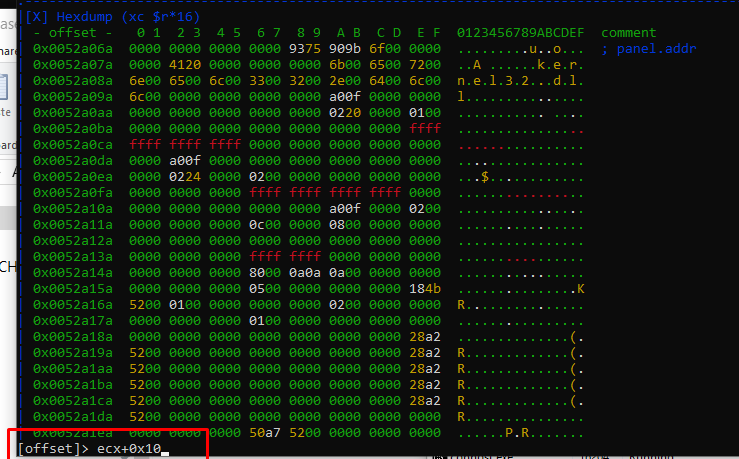 [X] Hexdump (xc $r*16)
- offset -   0 1  2 3  4 5  6 7  8 9  A B  C D  E F  0123456789ABCDEF  comment
0x0052a06a  0000 0000 0000 0000 9375 909b 6f00 0000  .........u..o...  ; panel.addr
0x0052a07a  0000 4120 0000 0000 0000 6b00 6500 7200  ..A ......k.e.r.
0x0052a08a  6e00 6500 6c00 3300 3200 2e00 6400 6c00  n.e.l.3.2...d.l.
0x0052a09a  6c00 0000 0000 0000 0000 a00f 0000 0000  l...............
0x0052a0aa  0000 0000 0000 0000 0000 0220 0000 0100  ........... ....
0x0052a0ba  0000 0000 0000 0000 0000 0000 0000 ffff  ................
0x0052a0ca  ffff ffff ffff 0000 0000 0000 0000 0000  ................
0x0052a0da  0000 a00f 0000 0000 0000 0000 0000 0000  ................
0x0052a0ea  0000 0224 0000 0200 0000 0000 0000 0000  ...$............
0x0052a0fa  0000 0000 0000 ffff ffff ffff ffff 0000  ................
0x0052a10a  0000 0000 0000 0000 0000 a00f 0000 0200  ................
0x0052a11a  0000 0000 0000 0c00 0000 0800 0000 0000  ................
0x0052a12a  0000 0000 0000 0000 0000 0000 0000 0000  ................
0x0052a13a  0000 0000 0000 ffff ffff 0000 0000 0000  ................
0x0052a14a  0000 0000 0000 8000 0a0a 0a00 0000 0000  ................
0x0052a15a  0000 0000 0000 0500 0000 0000 0000 184b  ...............K
0x0052a16a  5200 0100 0000 0000 0000 0200 0000 0000  R...............
0x0052a17a  0000 0000 0000 0100 0000 0000 0000 0000  ................
0x0052a18a  0000 0000 0000 0000 0000 0000 0000 28a2  ..............(.
0x0052a19a  5200 0000 0000 0000 0000 0000 0000 28a2  R.............(.
0x0052a1aa  5200 0000 0000 0000 0000 0000 0000 28a2  R.............(.
0x0052a1ba  5200 0000 0000 0000 0000 0000 0000 28a2  R.............(.
0x0052a1ca  5200 0000 0000 0000 0000 0000 0000 28a2  R.............(.
0x0052a1da  5200 0000 0000 0000 0000 0000 0000 0000  R...............
0x0052a1ea  0000 0000 0000 50a7 5200 0000 0000 0000  ......P.R.......
[offset]> ecx+0x10